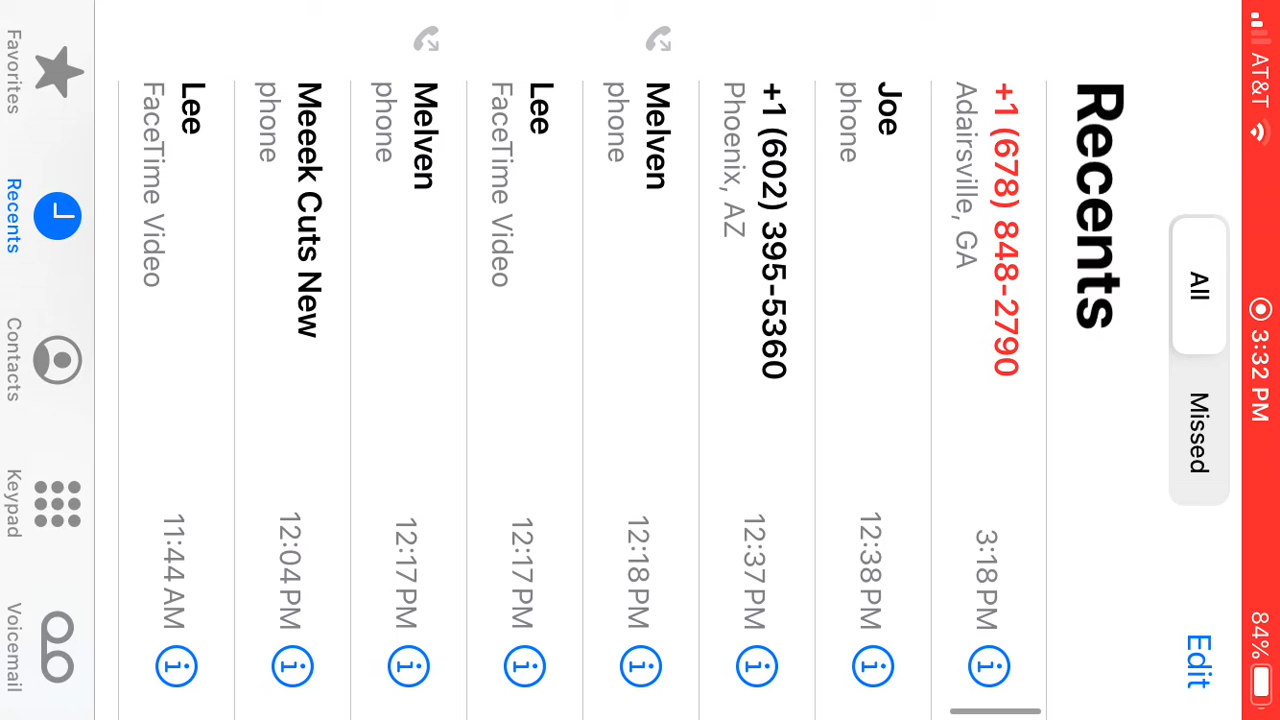 AT&T 3:32 PM 84%
All Missed Edit
Recents
+1 (678) 848-2790
Adairsville, GA
3:18 PM
Joe
phone
12:38 PM
+1 (602) 395-5360
Phoenix, AZ
12:37 PM
Melven
phone
12:18 PM
Lee
FaceTime Video
12:17 PM
Melven
phone
12:17 PM
Meeek Cuts New
phone
12:04 PM
Lee
FaceTime Video
11:44 AM
Favorites Recents Contacts Keypad Voicemail